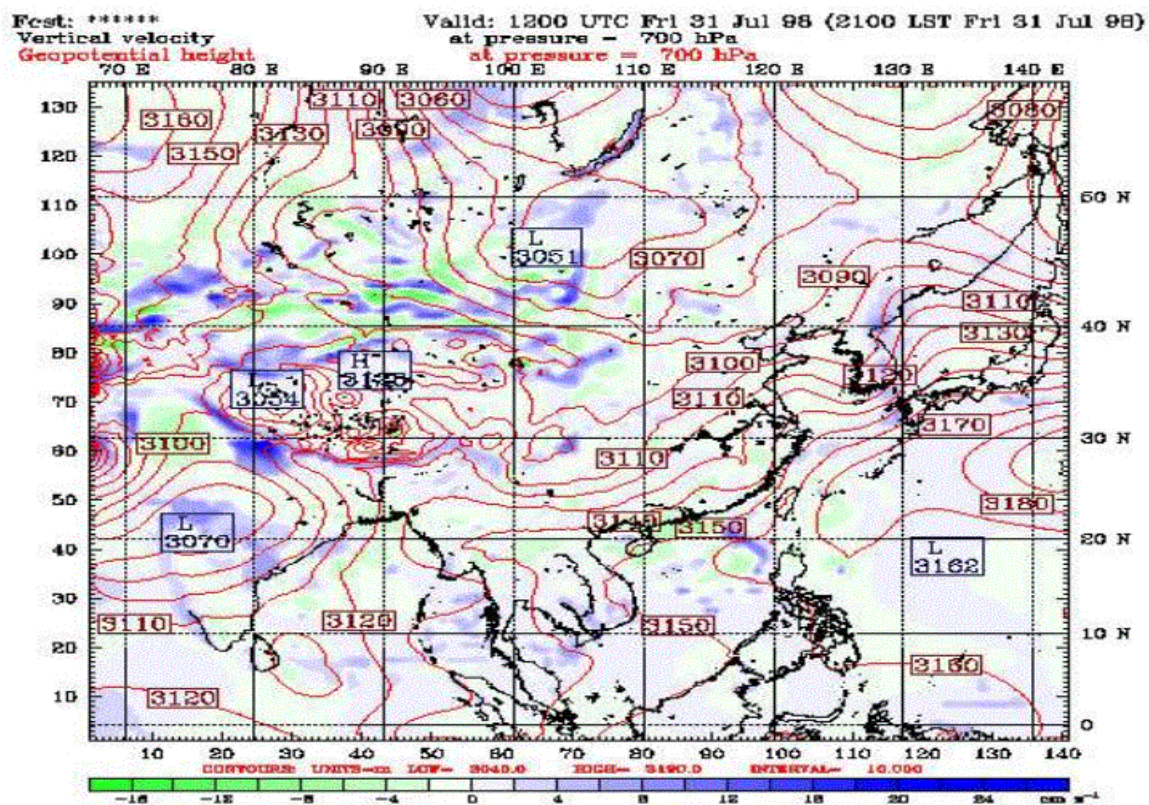 Fcst: ******
Valid: 1200 UTC Fri 31 Jul 98 (2100 LST Fri 31 Jul 98)
Vertical velocity at pressure = 700 hPa
Geopotential height at pressure = 700 hPa
70 E 80 E 90 E 100 E 110 E 120 E 130 E 140 E
130 3160 3110 3060 3080
3130 3090
120 3150
110 50 N
100 L 3051 3070
3090
90 3110
40 N
3130
80 H 3100
L 3120
70 3054 3110
3170
3100 30 N
60 3110
50 3180
3150
L 3070
40 20 N
L 3162
30
3110 3120 3150
10 N
20
3160
10 3120
0
10 20 30 40 50 60 70 80 90 100 110 120 130 140
CONTOURS: UNITS=m LOW= 3040.0 HIGH= 3190.0 INTERVAL= 10.000
-16 -12 -8 -4 0 4 8 12 16 20 24 cm s-1